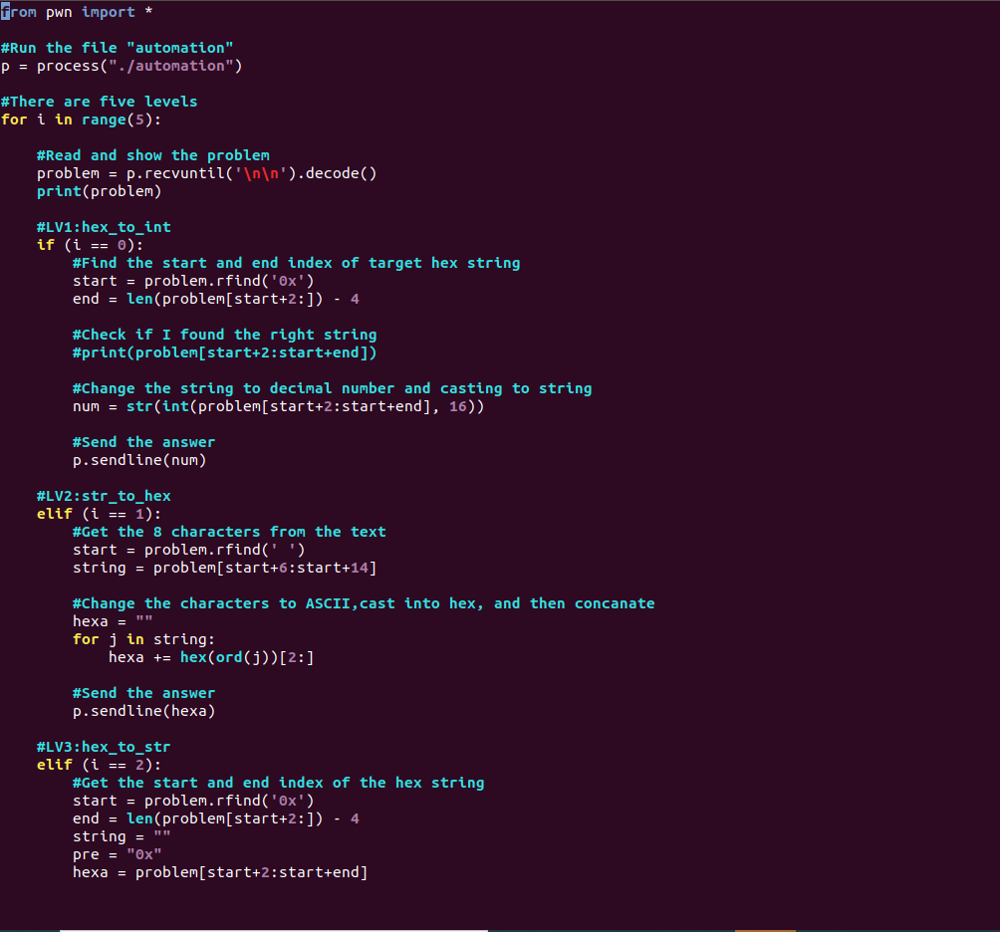 from pwn import *

#Run the file "automation"
p = process("./automation")

#There are five levels
for i in range(5):

    #Read and show the problem
    problem = p.recvuntil('\n\n').decode()
    print(problem)

    #LV1:hex_to_int
    if (i == 0):
        #Find the start and end index of target hex string
        start = problem.rfind('0x')
        end = len(problem[start+2:]) - 4

        #Check if I found the right string
        #print(problem[start+2:start+end])

        #Change the string to decimal number and casting to string
        num = str(int(problem[start+2:start+end], 16))

        #Send the answer
        p.sendline(num)

    #LV2:str_to_hex
    elif (i == 1):
        #Get the 8 characters from the text
        start = problem.rfind(' ')
        string = problem[start+6:start+14]

        #Change the characters to ASCII,cast into hex, and then concanate
        hexa = ""
        for j in string:
            hexa += hex(ord(j))[2:]

        #Send the answer
        p.sendline(hexa)

    #LV3:hex_to_str
    elif (i == 2):
        #Get the start and end index of the hex string
        start = problem.rfind('0x')
        end = len(problem[start+2:]) - 4
        string = ""
        pre = "0x"
        hexa = problem[start+2:start+end]